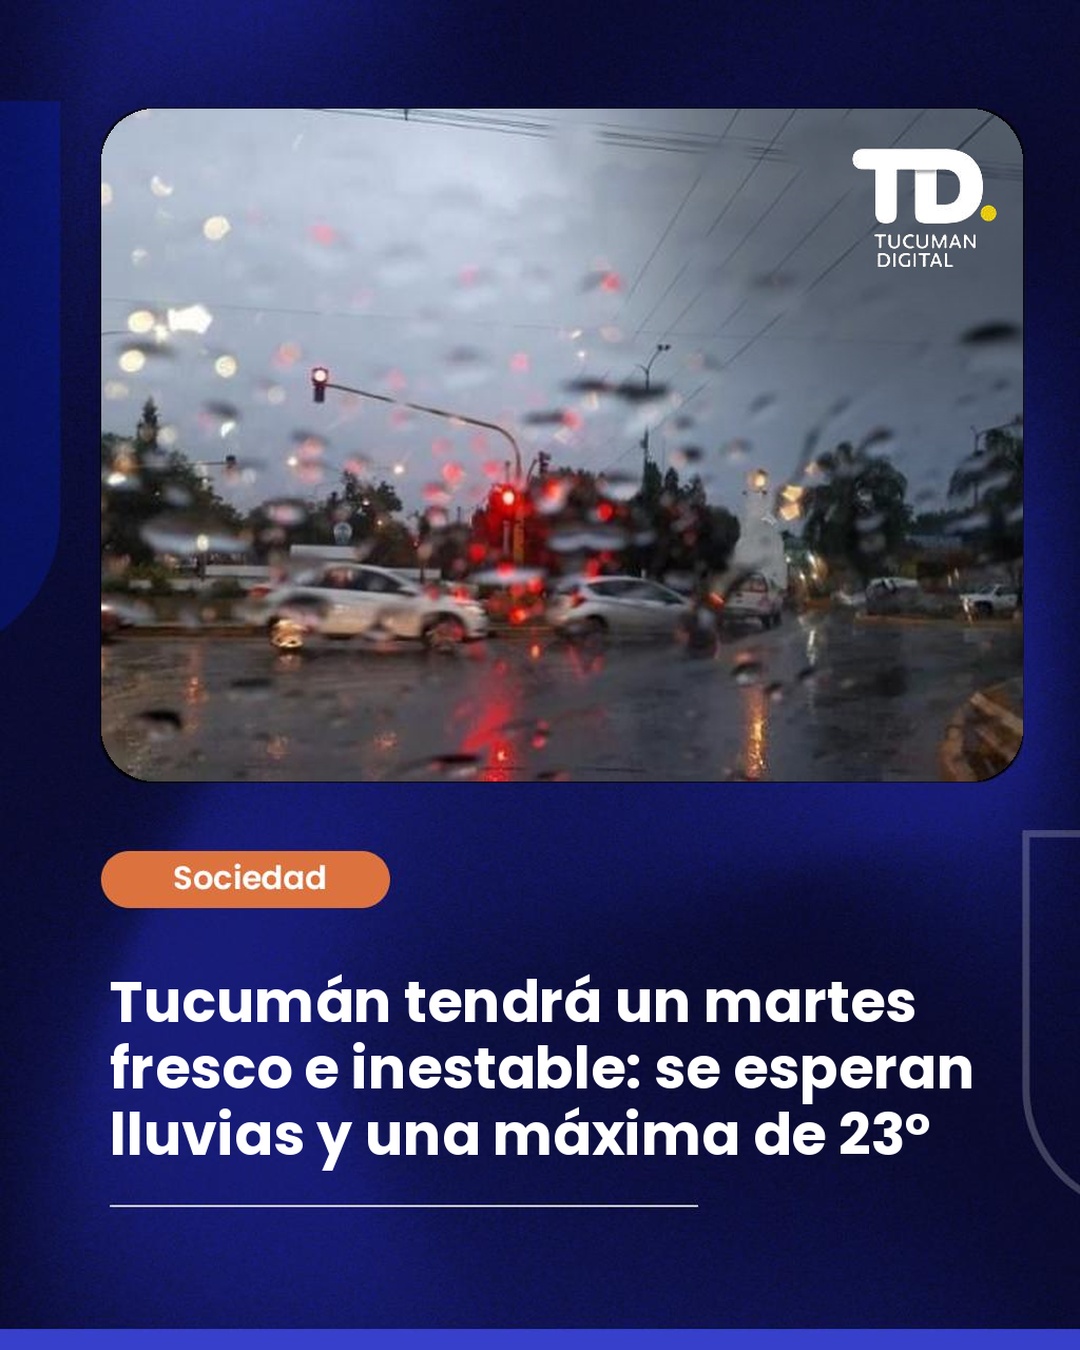 TD.
TUCUMAN
DIGITAL
Sociedad
Tucumán tendrá un martes
fresco e inestable: se esperan
lluvias y una máxima de 23°